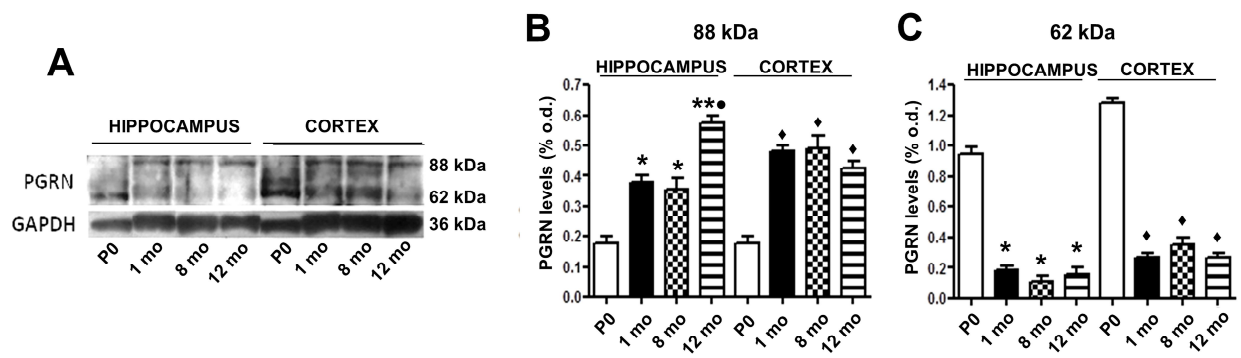 A
HIPPOCAMPUS CORTEX
PGRN
88 kDa
62 kDa
GAPDH
36 kDa
P0 1 mo 8 mo 12 mo P0 1 mo 8 mo 12 mo
B
88 kDa
HIPPOCAMPUS CORTEX
PGRN levels (% o.d.)
0.7
0.6
0.5
0.4
0.3
0.2
0.1
0.0
* * **● ♦ ♦ ♦
P0 1 mo 8 mo 12 mo P0 1 mo 8 mo 12 mo
C
62 kDa
HIPPOCAMPUS CORTEX
PGRN levels (% o.d.)
1.4
1.2
1.0
0.8
0.6
0.4
0.2
0.0
* * * ♦ ♦ ♦
P0 1 mo 8 mo 12 mo P0 1 mo 8 mo 12 mo